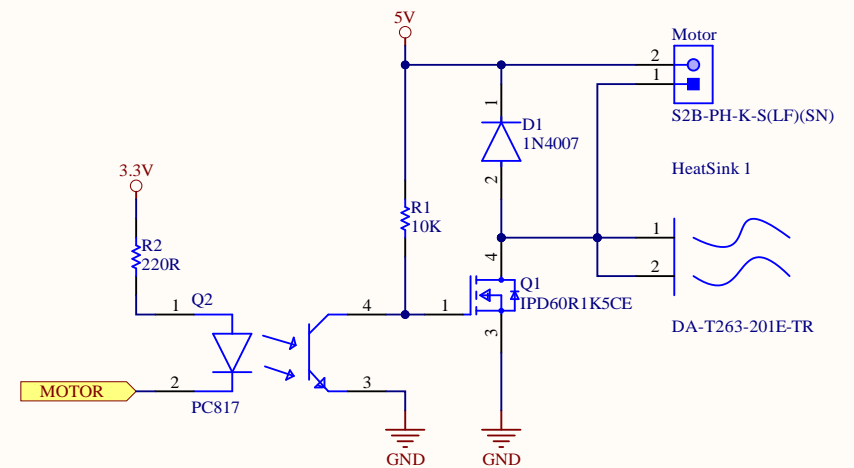 5V
Motor
2
1
S2B-PH-K-S(LF)(SN)
1
D1
1N4007
2
HeatSink 1
3.3V
R2
220R
R1
10K
1
2
DA-T263-201E-TR
4
Q1
IPD60R1K5CE
1
3
1
Q2
4
MOTOR
2
3
PC817
GND
GND